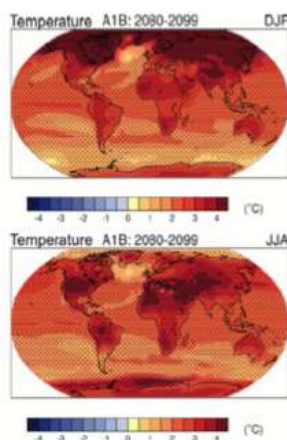 Temperature A1B: 2080-2099 DJF
-4 -3 -2 -1 0 1 2 3 4 (°C)
Temperature A1B: 2080-2099 JJA
-4 -3 -2 -1 0 1 2 3 4 (°C)